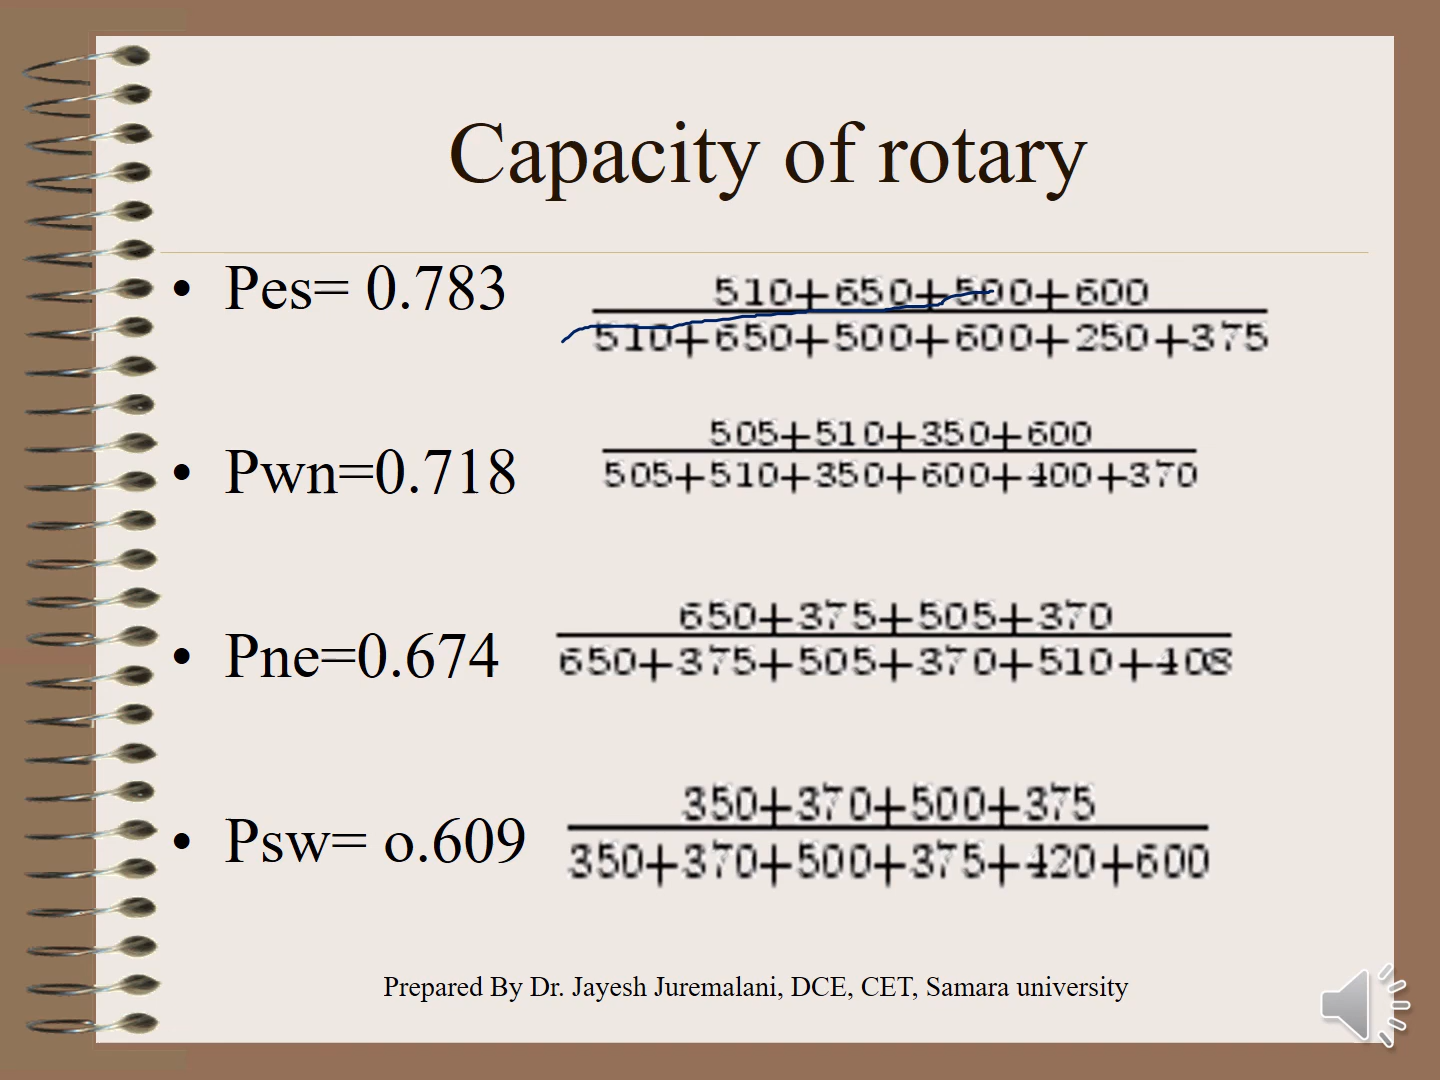 Capacity of rotary
• Pes= 0.783
510+650+500+600
510+650+500+600+250+375
• Pwn=0.718
505+510+350+600
505+510+350+600+400+370
• Pne=0.674
650+375+505+370
650+375+505+370+510+408
• Psw= o.609
350+370+500+375
350+370+500+375+420+600
Prepared By Dr. Jayesh Juremalani, DCE, CET, Samara university